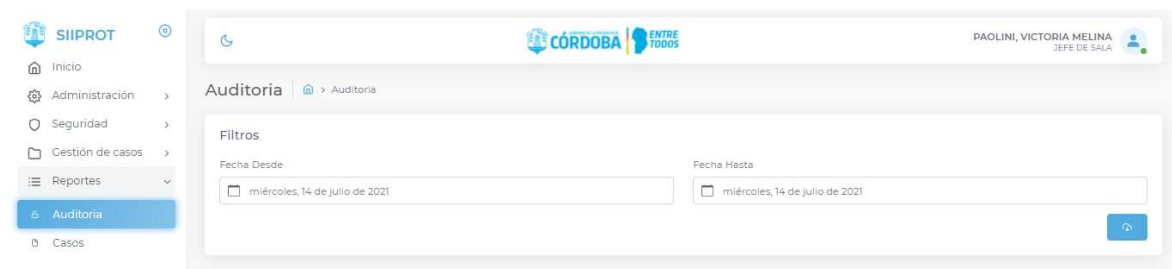 SIIPROT
Inicio
Administración
Seguridad
Gestión de casos
Reportes
Auditoria
Casos
CÓRDOBA
ENTRE
TODOS
PAOLINI, VICTORIA MELINA
JEFE DE SALA
Auditoria
Auditoria
Filtros
Fecha Desde
miércoles, 14 de julio de 2021
Fecha Hasta
miércoles, 14 de julio de 2021